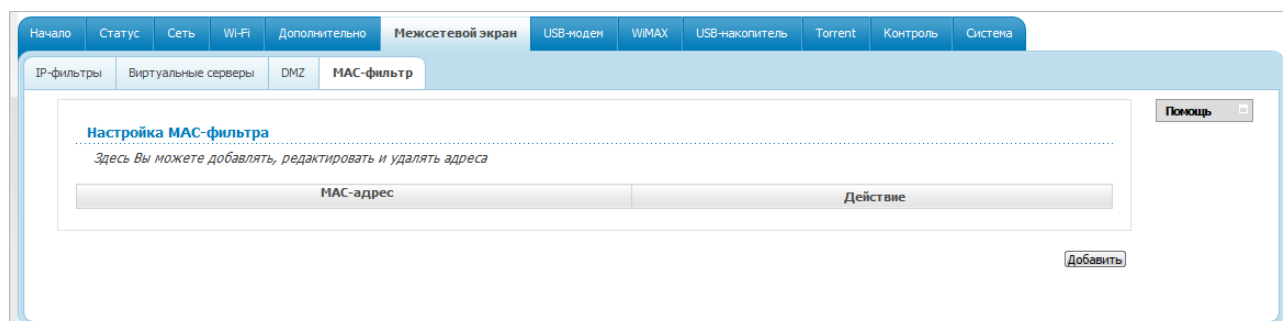 Начало Статус Сеть Wi-Fi Дополнительно Межсетевой экран USB-модем WiMAX USB-накопитель Torrent Контроль Система
IP-фильтры Виртуальные серверы DMZ MAC-фильтр
Помощь
Настройка MAC-фильтра
Здесь Вы можете добавлять, редактировать и удалять адреса
MAC-адрес Действие
Добавить